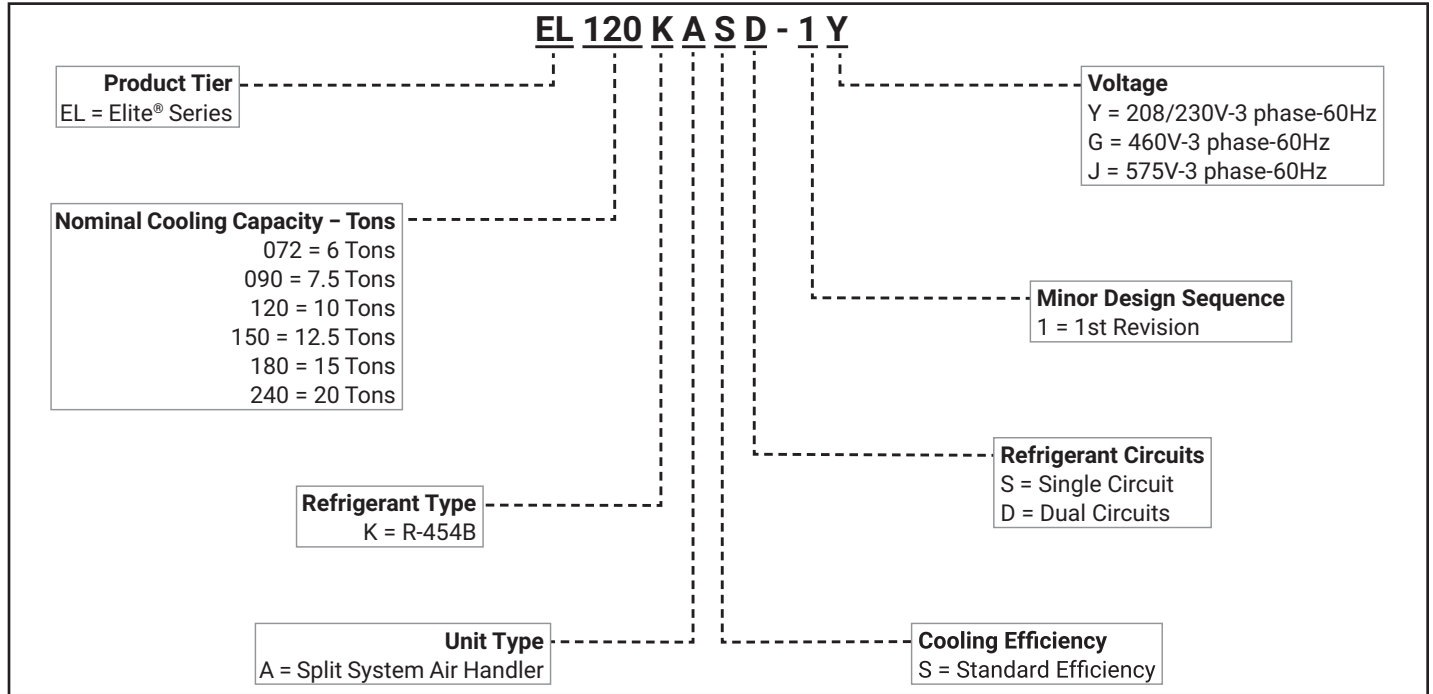 EL 120 K A S D - 1 Y
Product Tier
EL = Elite® Series
Voltage
Y = 208/230V-3 phase-60Hz
G = 460V-3 phase-60Hz
J = 575V-3 phase-60Hz
Nominal Cooling Capacity – Tons
072 = 6 Tons
090 = 7.5 Tons
120 = 10 Tons
150 = 12.5 Tons
180 = 15 Tons
240 = 20 Tons
Minor Design Sequence
1 = 1st Revision
Refrigerant Circuits
S = Single Circuit
D = Dual Circuits
Refrigerant Type
K = R-454B
Unit Type
A = Split System Air Handler
Cooling Efficiency
S = Standard Efficiency